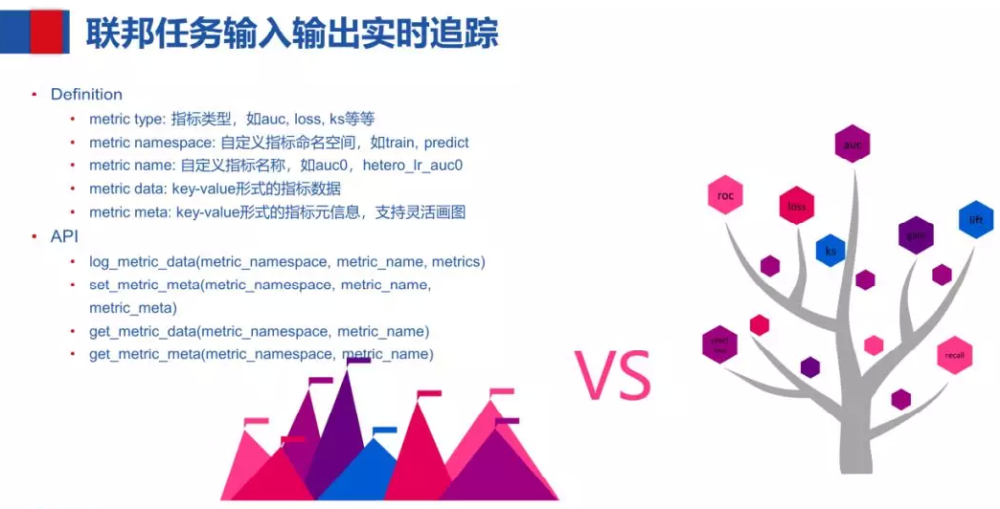 联邦任务输入输出实时追踪
Definition
metric type: 指标类型，如auc, loss, ks等等
metric namespace: 自定义指标命名空间，如train, predict
metric name: 自定义指标名称，如auc0，hetero_lr_auc0
metric data: key-value形式的指标数据
metric meta: key-value形式的指标元信息，支持灵活画图
API
log_metric_data(metric_namespace, metric_name, metrics)
set_metric_meta(metric_namespace, metric_name,
metric_meta)
get_metric_data(metric_namespace, metric_name)
get_metric_meta(metric_namespace, metric_name)
VS
auc
roc
loss
lift
gain
ks
recall